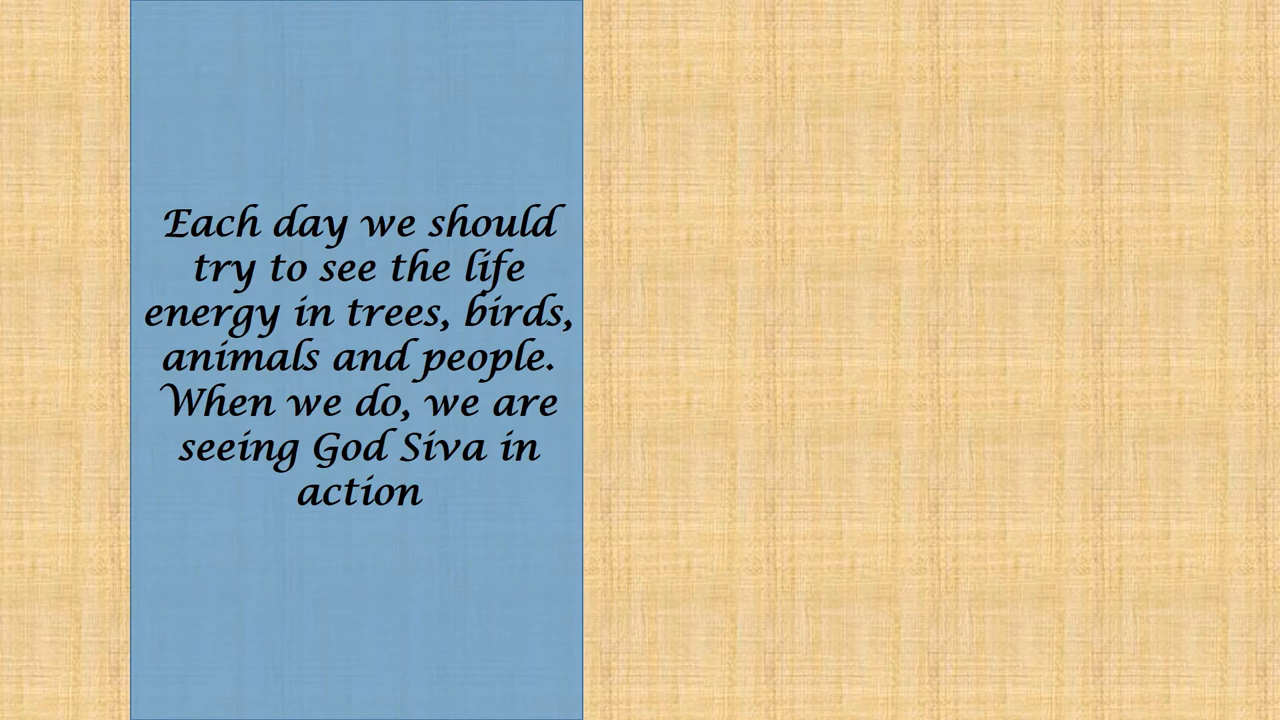 Each day we should
try to see the life
energy in trees, birds,
animals and people.
When we do, we are
seeing God Siva in
action